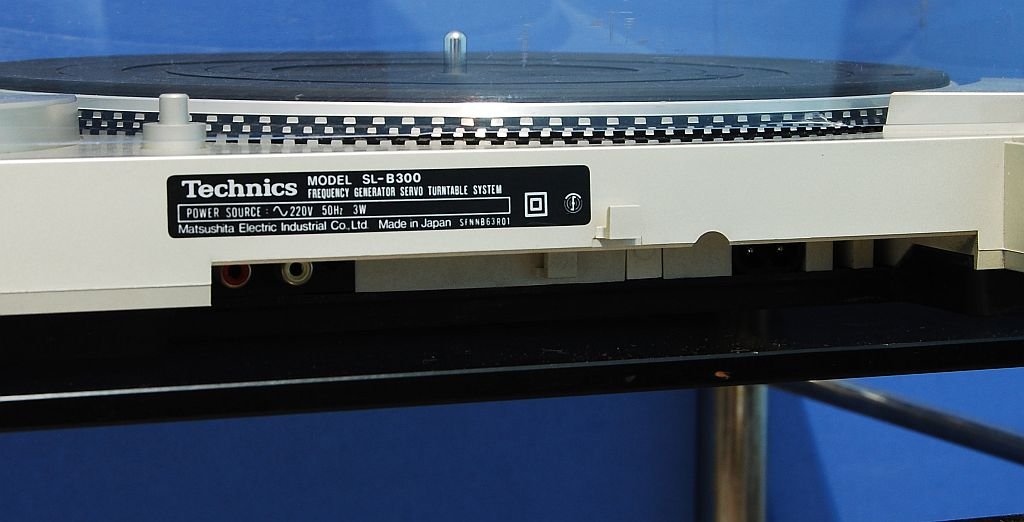 Technics MODEL SL-B300
FREQUENCY GENERATOR SERVO TURNTABLE SYSTEM
POWER SOURCE : ∿220V 50Hz 3W
Matsushita Electric Industrial Co., Ltd. Made in Japan SFNNB63R01